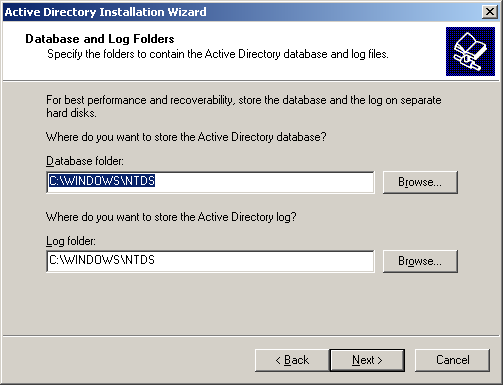 Active Directory Installation Wizard
Database and Log Folders
Specify the folders to contain the Active Directory database and log files.
For best performance and recoverability, store the database and the log on separate
hard disks.
Where do you want to store the Active Directory database?
Database folder:
C:\WINDOWS\NTDS
Browse...
Where do you want to store the Active Directory log?
Log folder:
C:\WINDOWS\NTDS
Browse...
< Back
Next >
Cancel